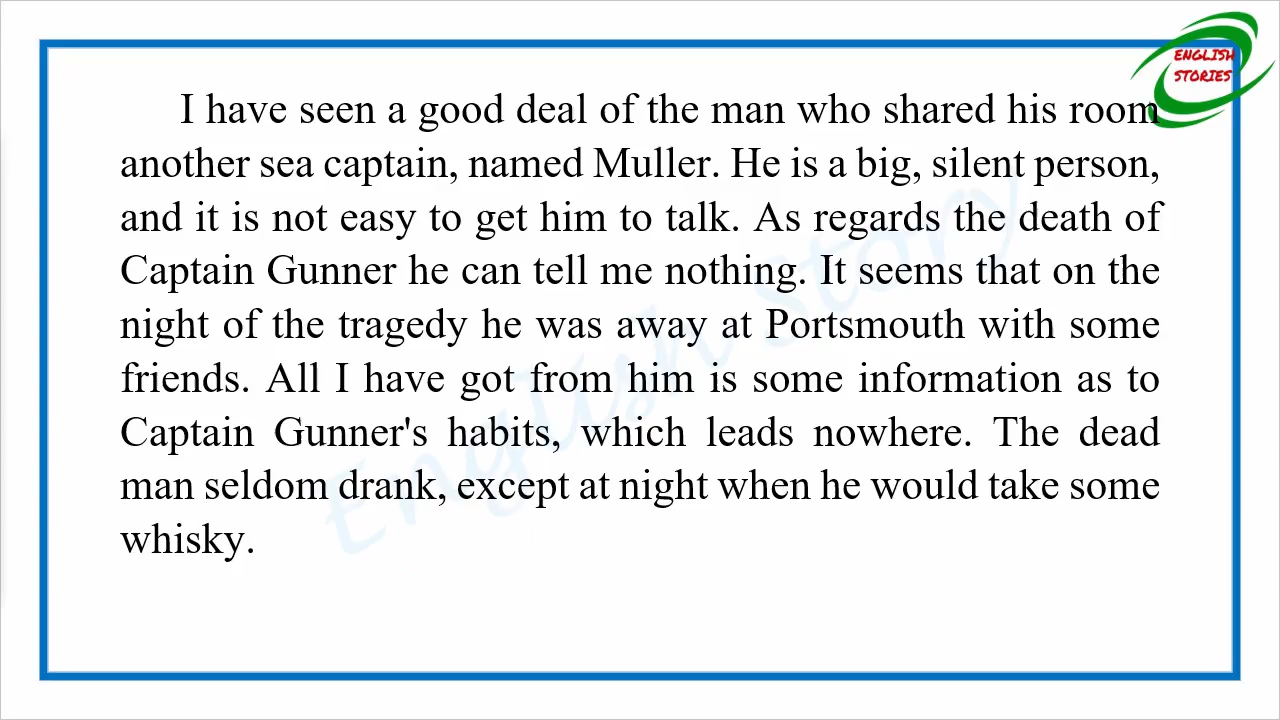 ENGLISH
STORIES
I have seen a good deal of the man who shared his room
another sea captain, named Muller. He is a big, silent person,
and it is not easy to get him to talk. As regards the death of
Captain Gunner he can tell me nothing. It seems that on the
night of the tragedy he was away at Portsmouth with some
friends. All I have got from him is some information as to
Captain Gunner's habits, which leads nowhere. The dead
man seldom drank, except at night when he would take some
whisky.
English Story